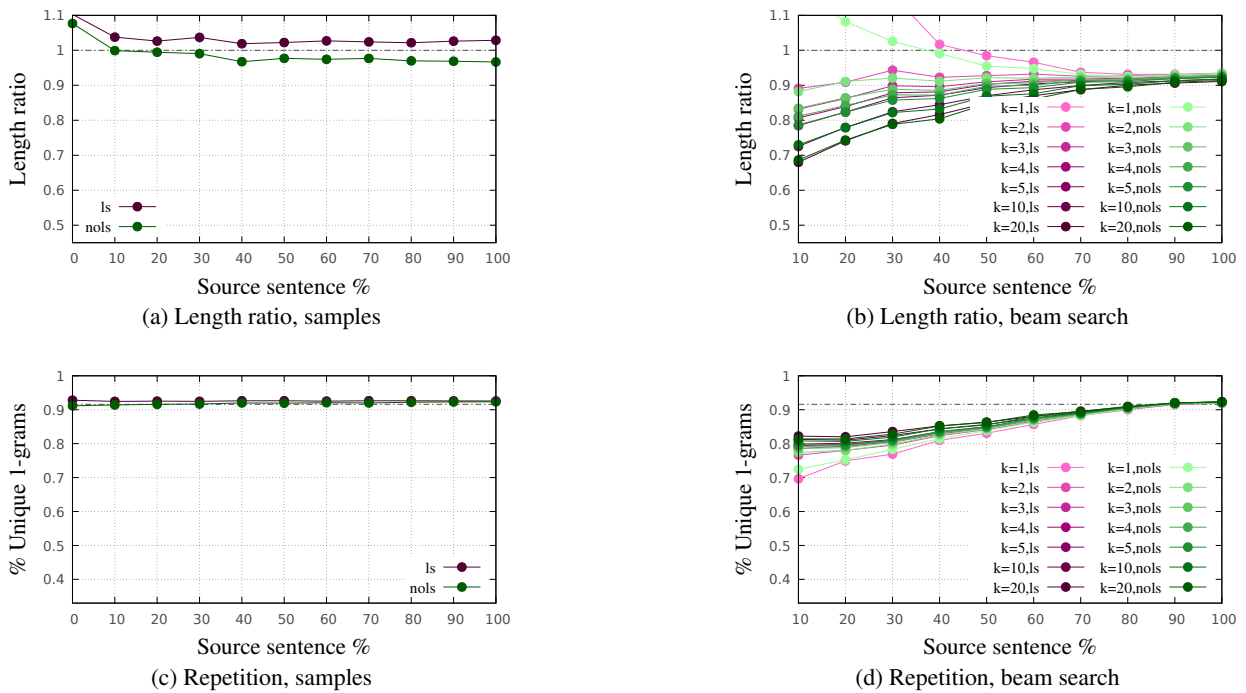 1.1
1
0.9
0.8
0.7
0.6
0.5
Length ratio
ls
nols
0 10 20 30 40 50 60 70 80 90 100
Source sentence %
(a) Length ratio, samples
1.1
1
0.9
0.8
0.7
0.6
0.5
Length ratio
k=1,ls k=1,nols
k=2,ls k=2,nols
k=3,ls k=3,nols
k=4,ls k=4,nols
k=5,ls k=5,nols
k=10,ls k=10,nols
k=20,ls k=20,nols
10 20 30 40 50 60 70 80 90 100
Source sentence %
(b) Length ratio, beam search
1
0.9
0.8
0.7
0.6
0.5
0.4
% Unique 1-grams
ls
nols
0 10 20 30 40 50 60 70 80 90 100
Source sentence %
(c) Repetition, samples
1
0.9
0.8
0.7
0.6
0.5
0.4
% Unique 1-grams
k=1,ls k=1,nols
k=2,ls k=2,nols
k=3,ls k=3,nols
k=4,ls k=4,nols
k=5,ls k=5,nols
k=10,ls k=10,nols
k=20,ls k=20,nols
10 20 30 40 50 60 70 80 90 100
Source sentence %
(d) Repetition, beam search